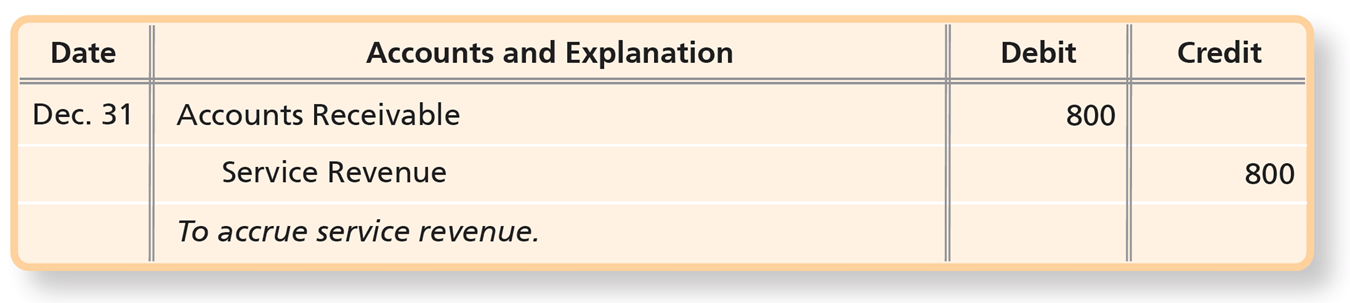 Date Accounts and Explanation Debit Credit
Dec. 31 Accounts Receivable 800
Service Revenue 800
To accrue service revenue.